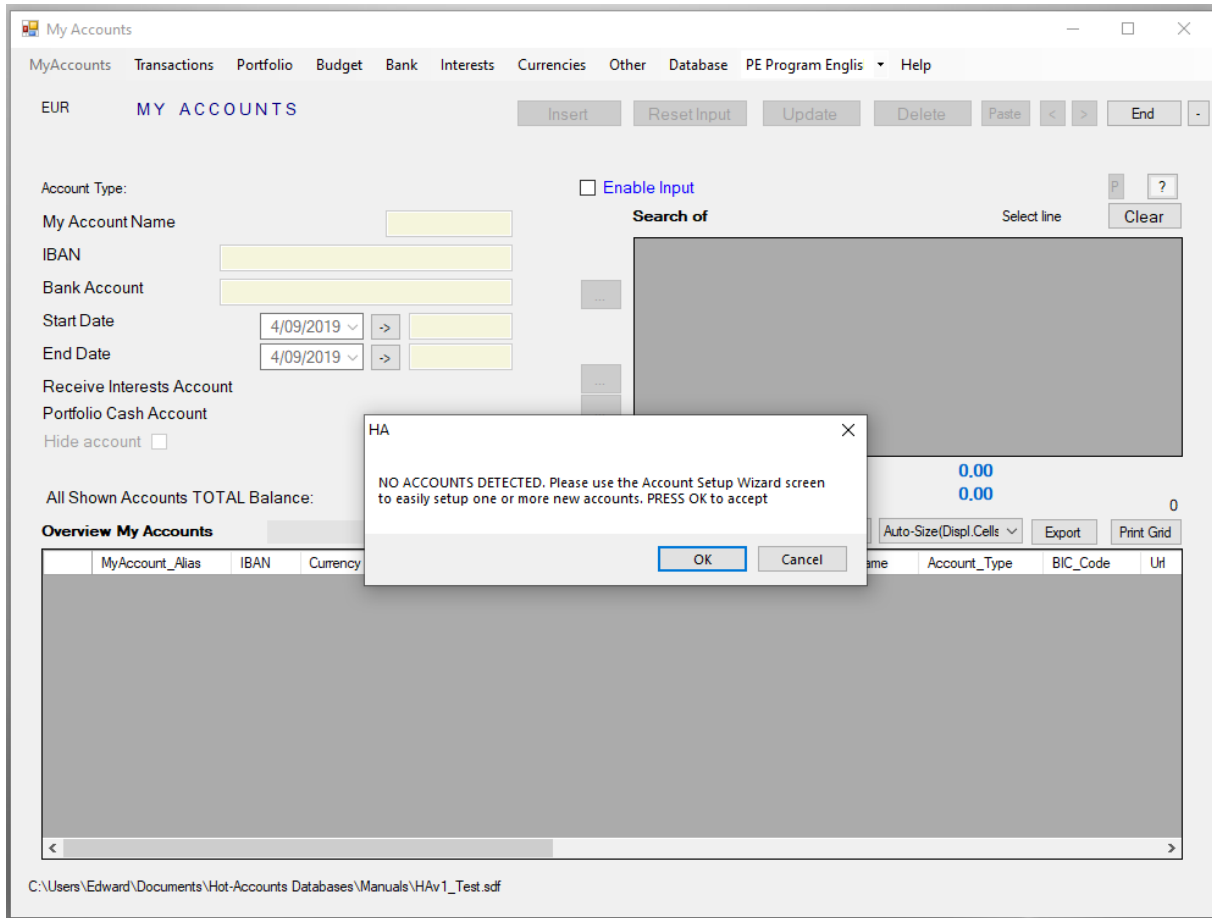 My Accounts
MyAccounts Transactions Portfolio Budget Bank Interests Currencies Other Database PE Program Englis Help
EUR MY ACCOUNTS Insert Reset Input Update Delete Paste < > End -
Account Type: Enable Input P ?
My Account Name Search of Select line Clear
IBAN
Bank Account ...
Start Date 4/09/2019 ->
End Date 4/09/2019 ->
Receive Interests Account ...
Portfolio Cash Account
Hide account
HA
NO ACCOUNTS DETECTED. Please use the Account Setup Wizard screen
to easily setup one or more new accounts. PRESS OK to accept
OK Cancel
0.00
All Shown Accounts TOTAL Balance: 0.00
0
Overview My Accounts Auto-Size(Displ.Cells Export Print Grid
MyAccount_Alias IBAN Currency ame Account_Type BIC_Code Url
C:\Users\Edward\Documents\Hot-Accounts Databases\Manuals\HAv1_Test.sdf